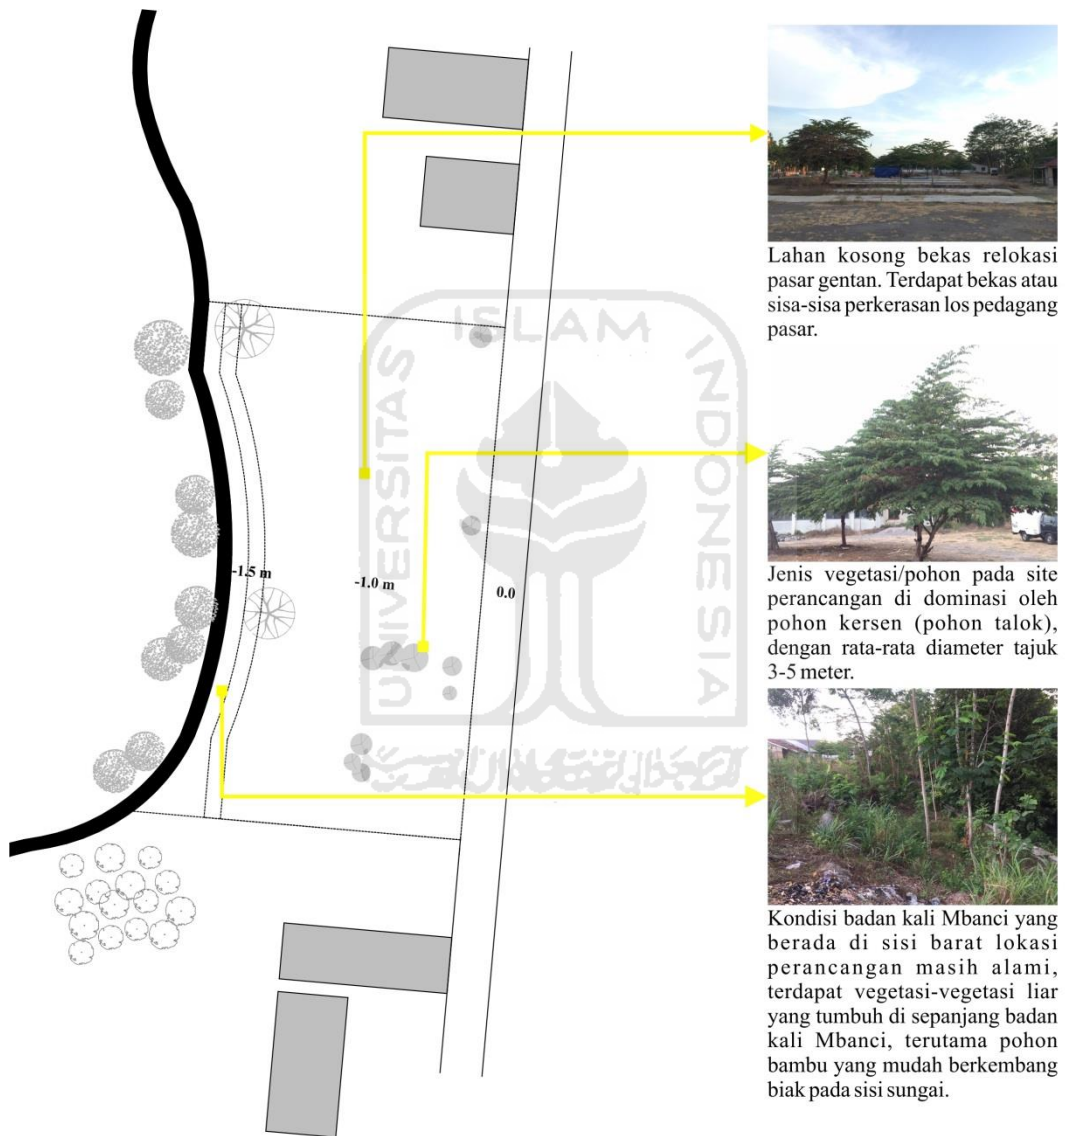 ISLAM
UNIVERSITAS
INDONESIA
-1.5 m
-1.0 m
0.0
Lahan kosong bekas relokasi
pasar gentan. Terdapat bekas atau
sisa-sisa perkerasan los pedagang
pasar.
Jenis vegetasi/pohon pada site
perancangan di dominasi oleh
pohon kersen (pohon talok),
dengan rata-rata diameter tajuk
3-5 meter.
Kondisi badan kali Mbanci yang
berada di sisi barat lokasi
perancangan masih alami,
terdapat vegetasi-vegetasi liar
yang tumbuh di sepanjang badan
kali Mbanci, terutama pohon
bambu yang mudah berkembang
biak pada sisi sungai.